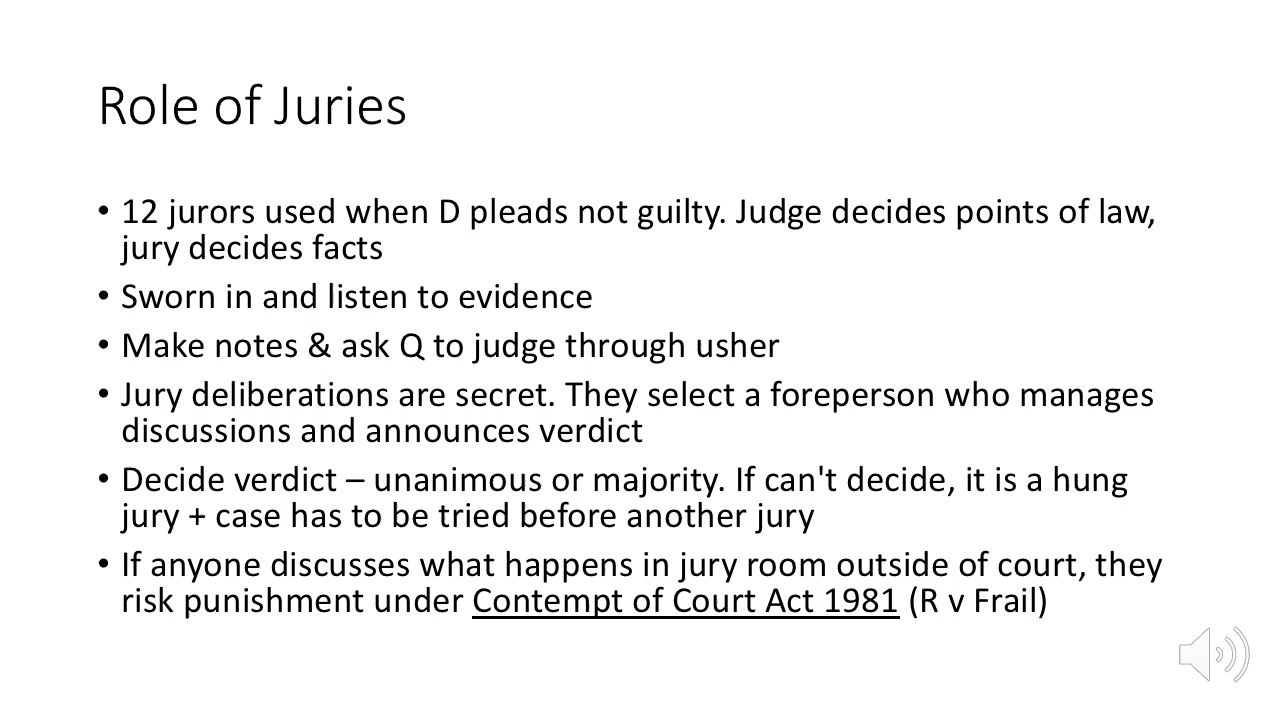 Role of Juries
• 12 jurors used when D pleads not guilty. Judge decides points of law,
jury decides facts
• Sworn in and listen to evidence
• Make notes & ask Q to judge through usher
• Jury deliberations are secret. They select a foreperson who manages
discussions and announces verdict
• Decide verdict – unanimous or majority. If can't decide, it is a hung
jury + case has to be tried before another jury
• If anyone discusses what happens in jury room outside of court, they
risk punishment under Contempt of Court Act 1981 (R v Frail)